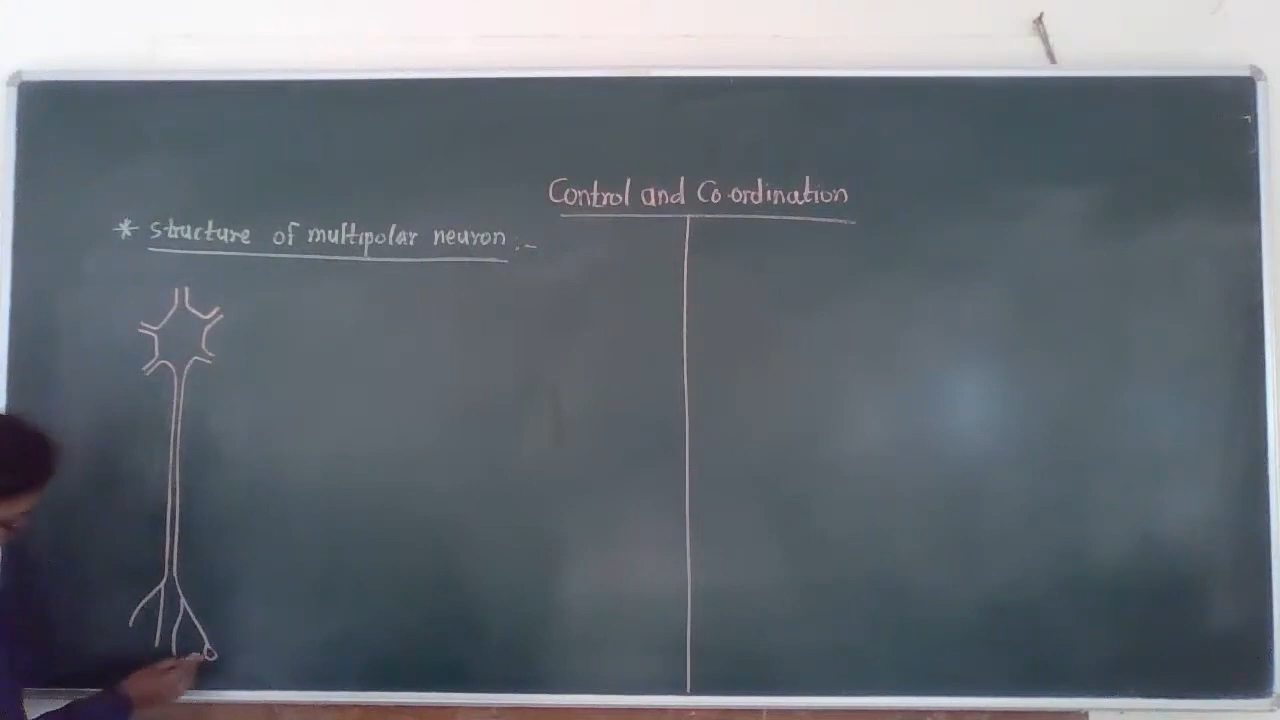 Control and Co-ordination
* structure of multipolar neuron :-